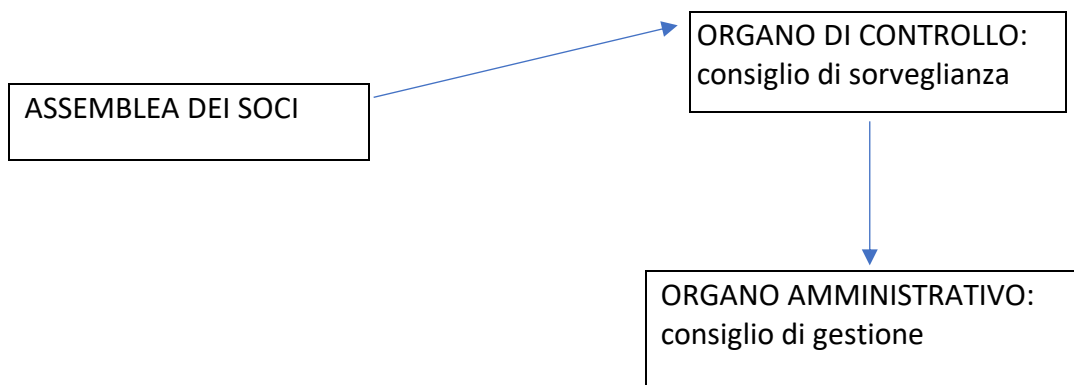 ORGANO DI CONTROLLO:
consiglio di sorveglianza
ASSEMBLEA DEI SOCI
ORGANO AMMINISTRATIVO:
consiglio di gestione